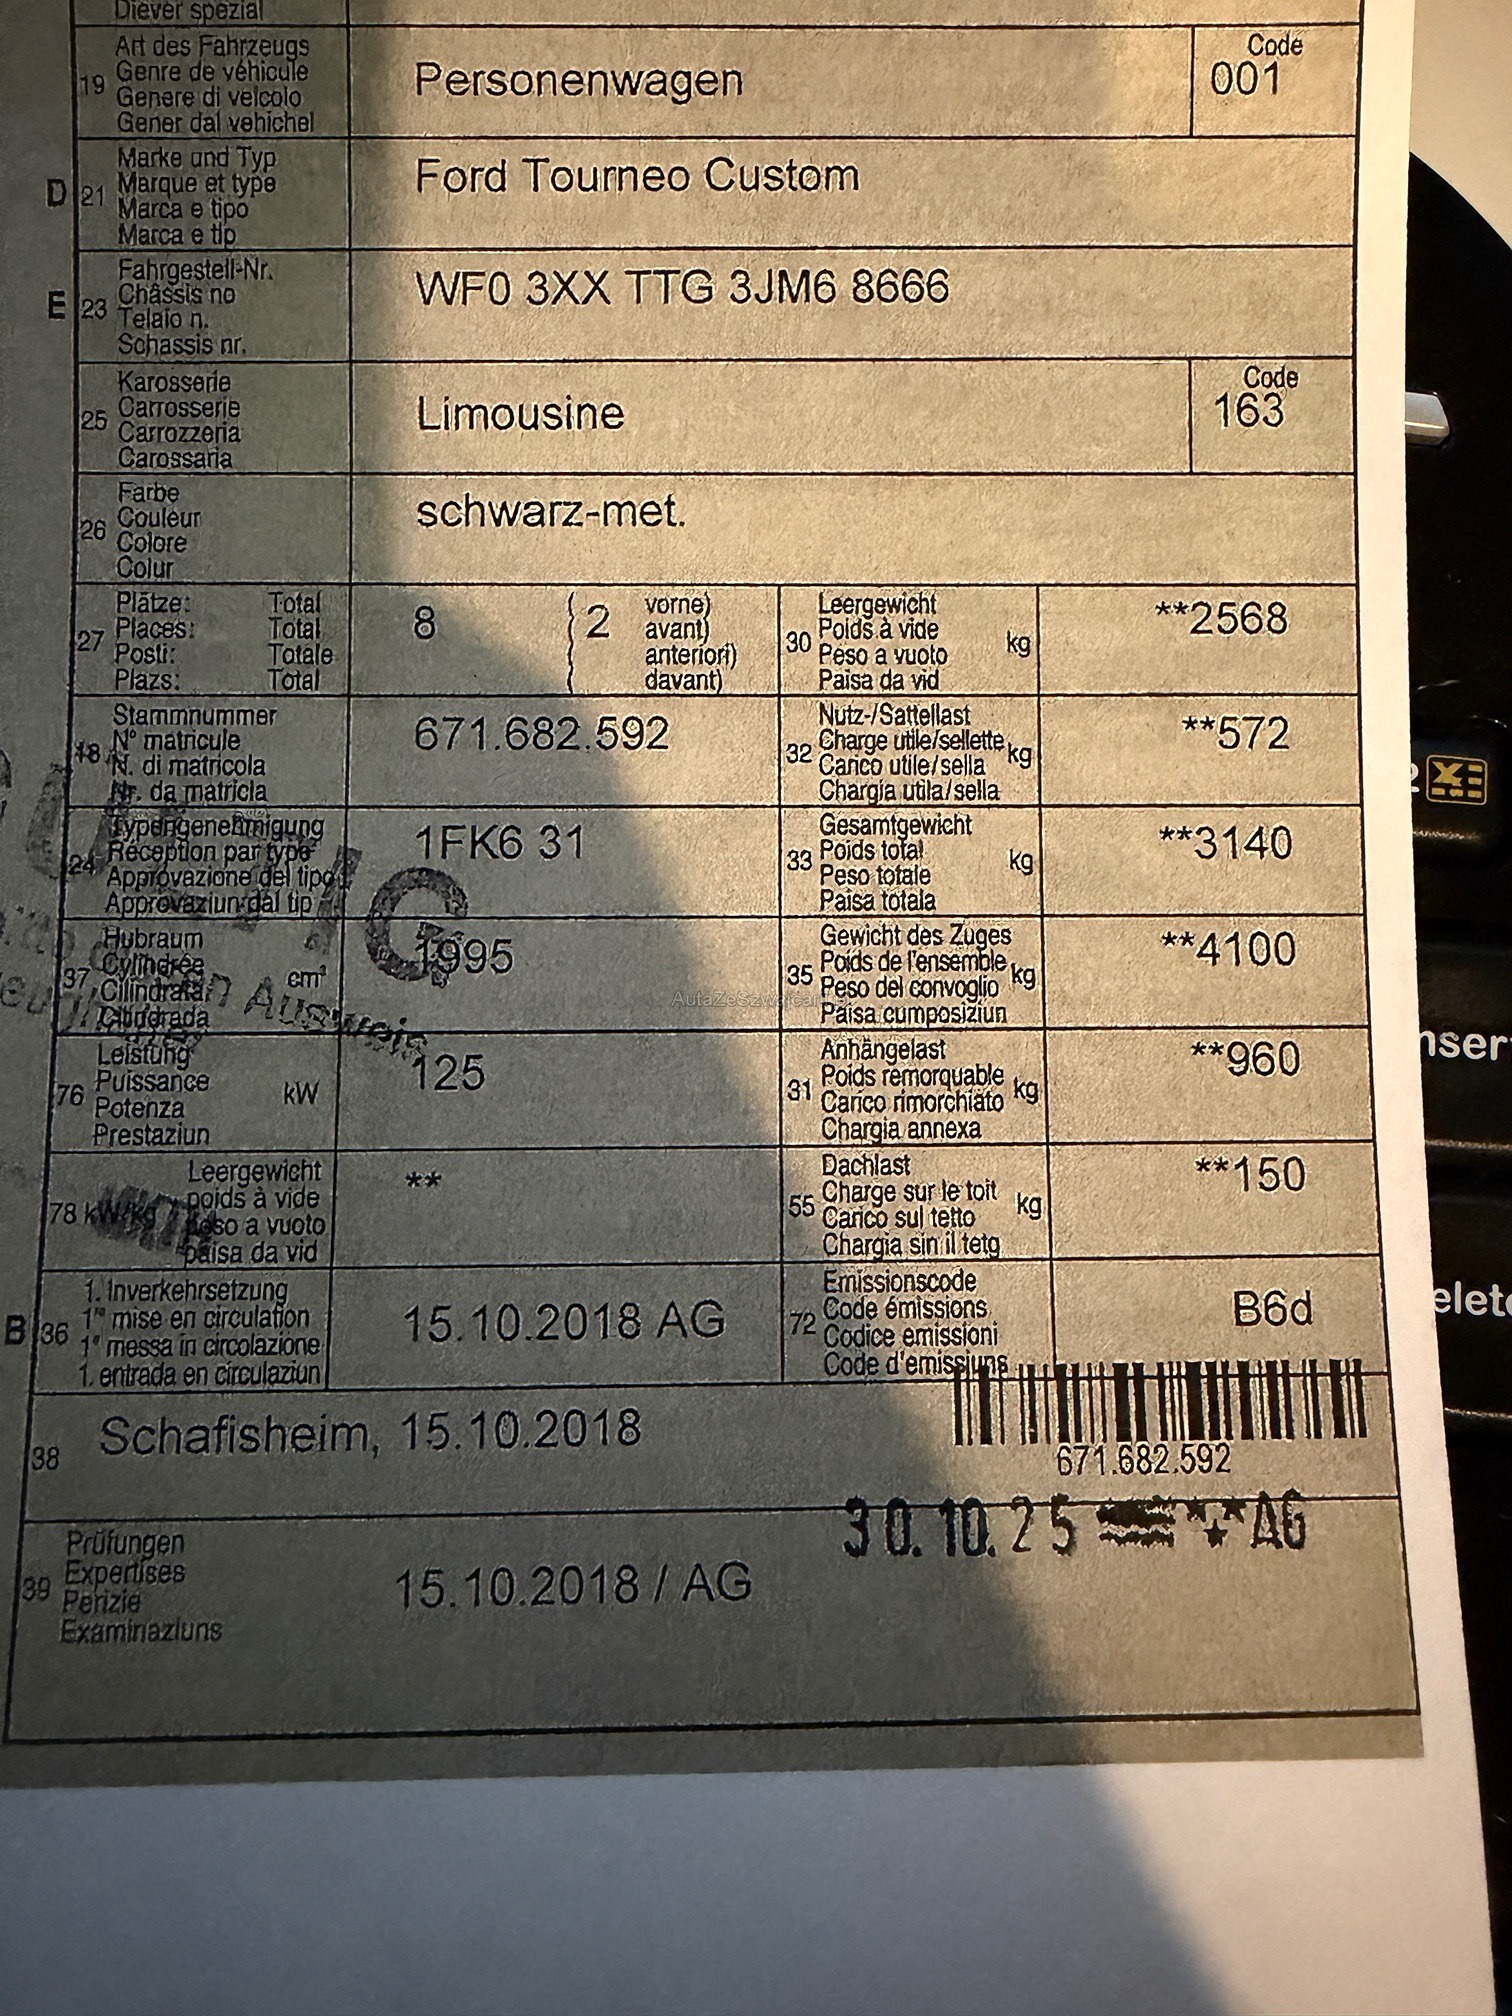 Diever spezial
Art des Fahrzeugs
Genre de véhicule
Genere di veicolo
Gener dal vehichel
19
Personenwagen
Code
001
D
21
Marke und Typ
Marque et type
Marca e tipo
Marca e tip
Ford Tourneo Custom
E
23
Fahrgestell-Nr.
Châssis no
Telaio n.
Schassis nr.
WF0 3XX TTG 3JM6 8666
25
Karosserie
Carrosserie
Carrozzeria
Carossaria
Limousine
Code
163
26
Farbe
Couleur
Colore
Colur
schwarz-met.
27
Plätze: Total
Places: Total
Posti: Totale
Plazs: Total
8 ( 2
vorne)
avant)
anteriori)
davant)
30
Leergewicht
Poids à vide
Peso a vuoto
Paisa da vid
kg
**2568
18
Stammnummer
N° matricule
N. di matricola
Nr. da matricla
671.682.592
32
Nutz-/Sattellast
Charge utile/sellette
Carico utile/sella
Chargia utila/sella
kg
**572
24
Typengenehmigung
Réception par type
Approvazione del tipo
Approvaziun dal tip
1FK6 31
33
Gesamtgewicht
Poids total
Peso totale
Paisa totala
kg
**3140
37
Hubraum
Cylindrée
Cilindrata
Cilindrada
cm³
1995
Ausweis
35
Gewicht des Zuges
Poids de l'ensemble
Peso del convoglio
Paisa cumposiziun
kg
**4100
76
Leistung
Puissance
Potenza
Prestaziun
kW
125
31
Anhängelast
Poids remorquable
Carico rimorchiato
Chargia annexa
kg
**960
78 kW/kg
Leergewicht
poids à vide
peso a vuoto
paisa da vid
**
55
Dachlast
Charge sur le toit
Carico sul tetto
Chargia sin il tetg
kg
**150
B
36
1. Inverkehrsetzung
1re mise en circulation
1a messa in circolazione
1. entrada en circulaziun
15.10.2018 AG
72
Emissionscode
Code émissions
Codice emissioni
Code d'emissiuns
B6d
38
Schafisheim, 15.10.2018
671.682.592
30.10.25 AG
39
Prüfungen
Expertises
Perizie
Examinaziuns
15.10.2018 / AG